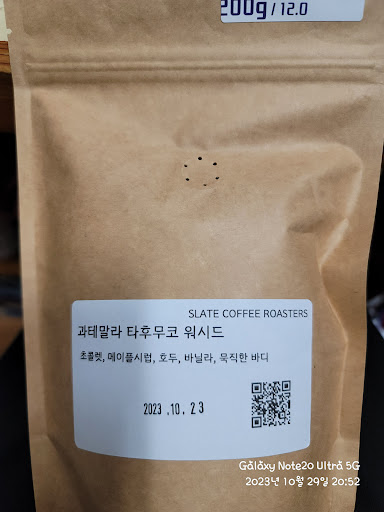 200g / 12.0
SLATE COFFEE ROASTERS
과테말라 타후무코 워시드
초콜렛, 메이플시럽, 호두, 바닐라, 묵직한 바디
2023 .10. 23
Galaxy Note20 Ultra 5G
2023년 10월 29일 20:52